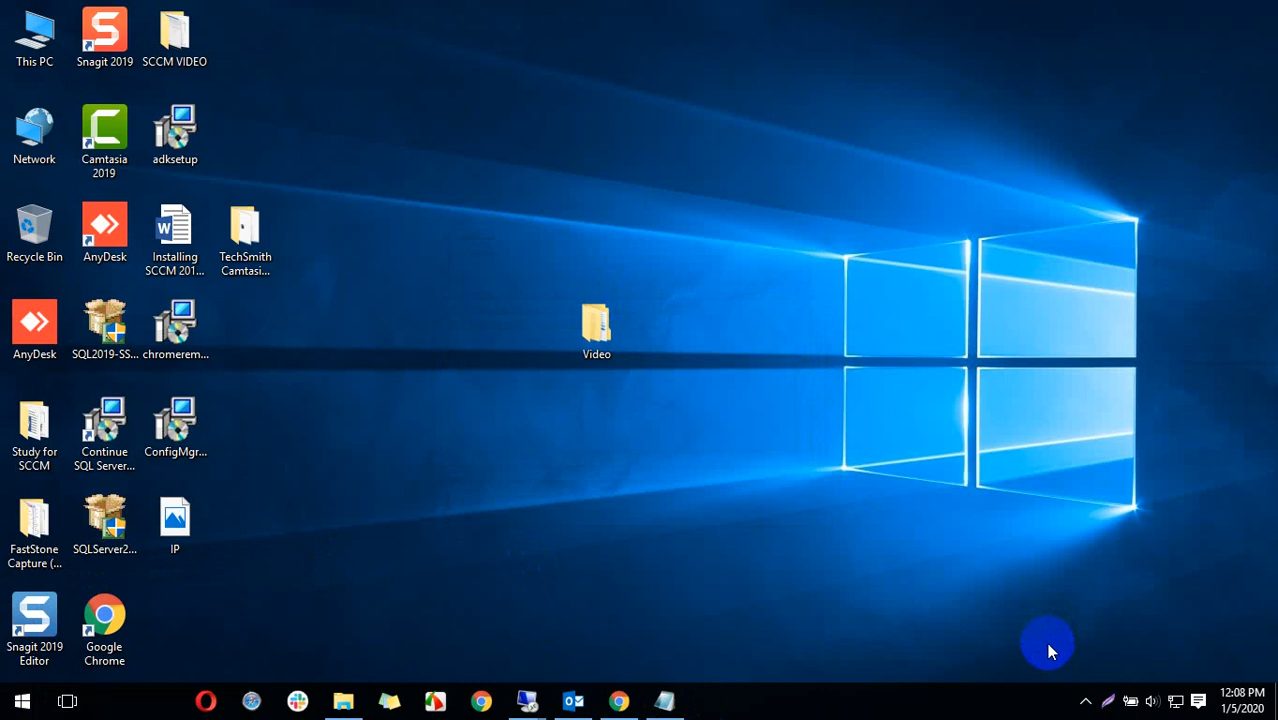 This PC
Snagit 2019
SCCM VIDEO
Network
Camtasia
2019
adksetup
Recycle Bin
AnyDesk
Installing
SCCM 201...
TechSmith
Camtasi...
AnyDesk
SQL2019-SS...
chromerem...
Video
Study for
SCCM
Continue
SQL Server...
ConfigMgr...
FastStone
Capture (...
SQLServer2...
IP
Snagit 2019
Editor
Google
Chrome
12:08 PM
1/5/2020